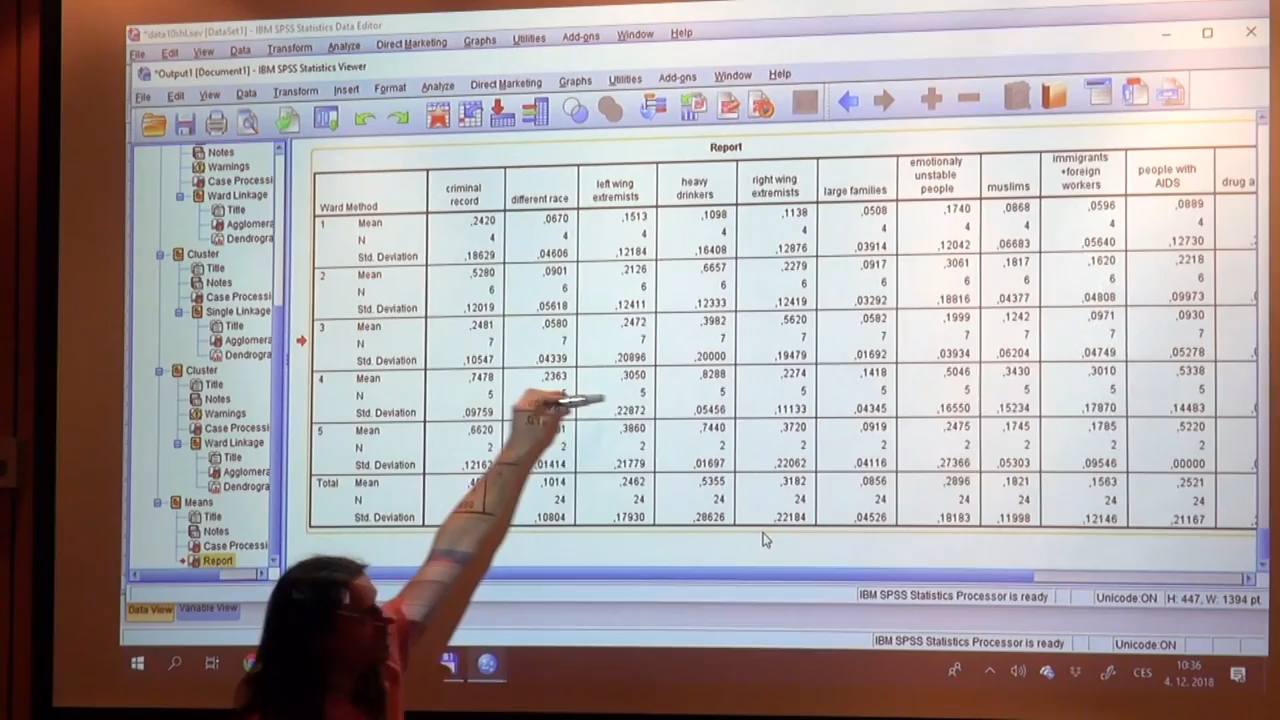 *data10shl.sav [DataSet1] - IBM SPSS Statistics Data Editor
File Edit View Data Transform Analyze Direct Marketing Graphs Utilities Add-ons Window Help
*Output1 [Document1] - IBM SPSS Statistics Viewer
File Edit View Data Transform Insert Format Analyze Direct Marketing Graphs Utilities Add-ons Window Help
Notes
Warnings
Case Processi
Ward Linkage
Title
Agglomera
Dendrogra
Cluster
Title
Notes
Case Processi
Single Linkage
Title
Agglomera
Dendrogra
Cluster
Title
Notes
Warnings
Case Processi
Ward Linkage
Title
Agglomera
Dendrogra
Means
Title
Notes
Case Processi
Report
Report
Ward Method criminal record different race left wing extremists heavy drinkers right wing extremists large families emotionaly unstable people muslims immigrants +foreign workers people with AIDS drug a
1 Mean ,2420 ,0670 ,1513 ,1098 ,1138 ,0508 ,1740 ,0868 ,0596 ,0889
N 4 4 4 4 4 4 4 4 4 4
Std. Deviation ,18629 ,04606 ,12184 ,16408 ,12876 ,03914 ,12042 ,06683 ,05640 ,12730
2 Mean ,5280 ,0901 ,2126 ,6657 ,2279 ,0917 ,3061 ,1817 ,1620 ,2218
N 6 6 6 6 6 6 6 6 6 6
Std. Deviation ,12019 ,05618 ,12411 ,12333 ,12419 ,03292 ,18816 ,04377 ,04808 ,09973
3 Mean ,2481 ,0580 ,2472 ,3982 ,5620 ,0582 ,1999 ,1242 ,0971 ,0930
N 7 7 7 7 7 7 7 7 7 7
Std. Deviation ,10547 ,04339 ,20896 ,20000 ,19479 ,01692 ,03934 ,06204 ,04749 ,05278
4 Mean ,7478 ,2363 ,3050 ,8288 ,2274 ,1418 ,5046 ,3430 ,3010 ,5338
N 5 5 5 5 5 5 5 5 5
Std. Deviation ,09759 ,22872 ,05456 ,11133 ,04345 ,16550 ,15234 ,17870 ,14483
5 Mean ,6620 ,3860 ,7440 ,3720 ,0919 ,2475 ,1745 ,1785 ,5220
N 2 2 2 2 2 2 2 2 2 2
Std. Deviation ,01414 ,21779 ,01697 ,22062 ,04116 ,27366 ,05303 ,09546 ,00000
Total Mean ,1014 ,2462 ,5355 ,3182 ,0856 ,2896 ,1821 ,1563 ,2521
N 24 24 24 24 24 24 24 24 24
Std. Deviation ,10804 ,17930 ,28626 ,22184 ,04526 ,18183 ,11998 ,12146 ,21167
IBM SPSS Statistics Processor is ready Unicode:ON H: 447, W: 1394 pt.
Data View Variable View
IBM SPSS Statistics Processor is ready Unicode:ON
CES 10:36
4. 12. 2018